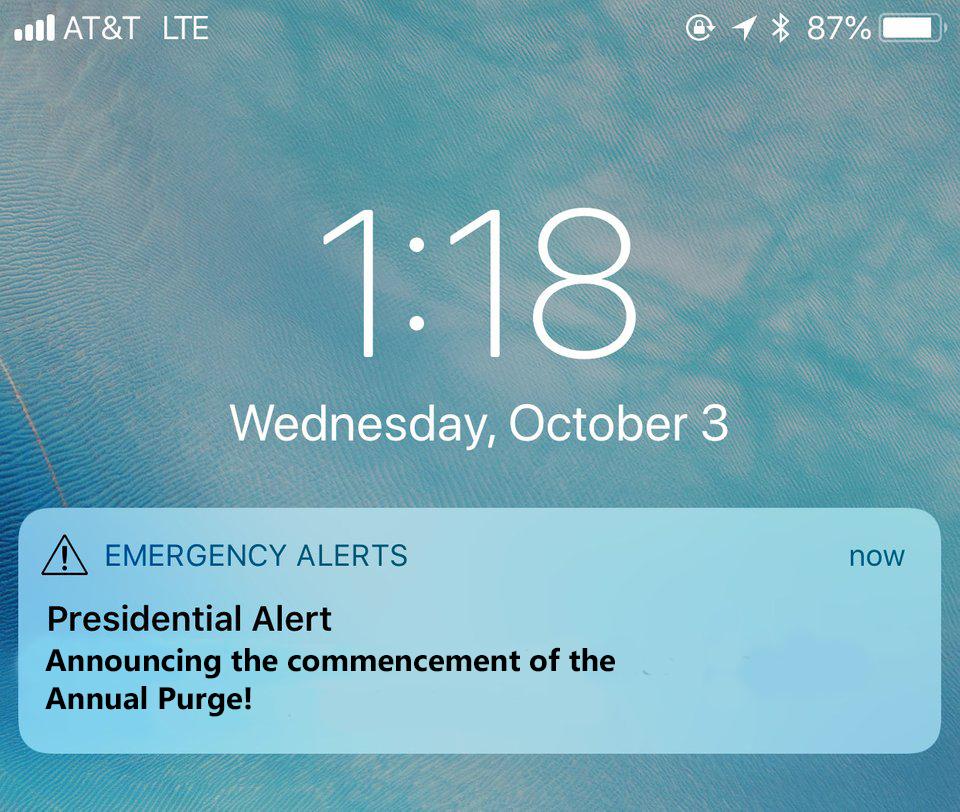 AT&T LTE 87%
1:18
Wednesday, October 3
EMERGENCY ALERTS now
Presidential Alert
Announcing the commencement of the
Annual Purge!